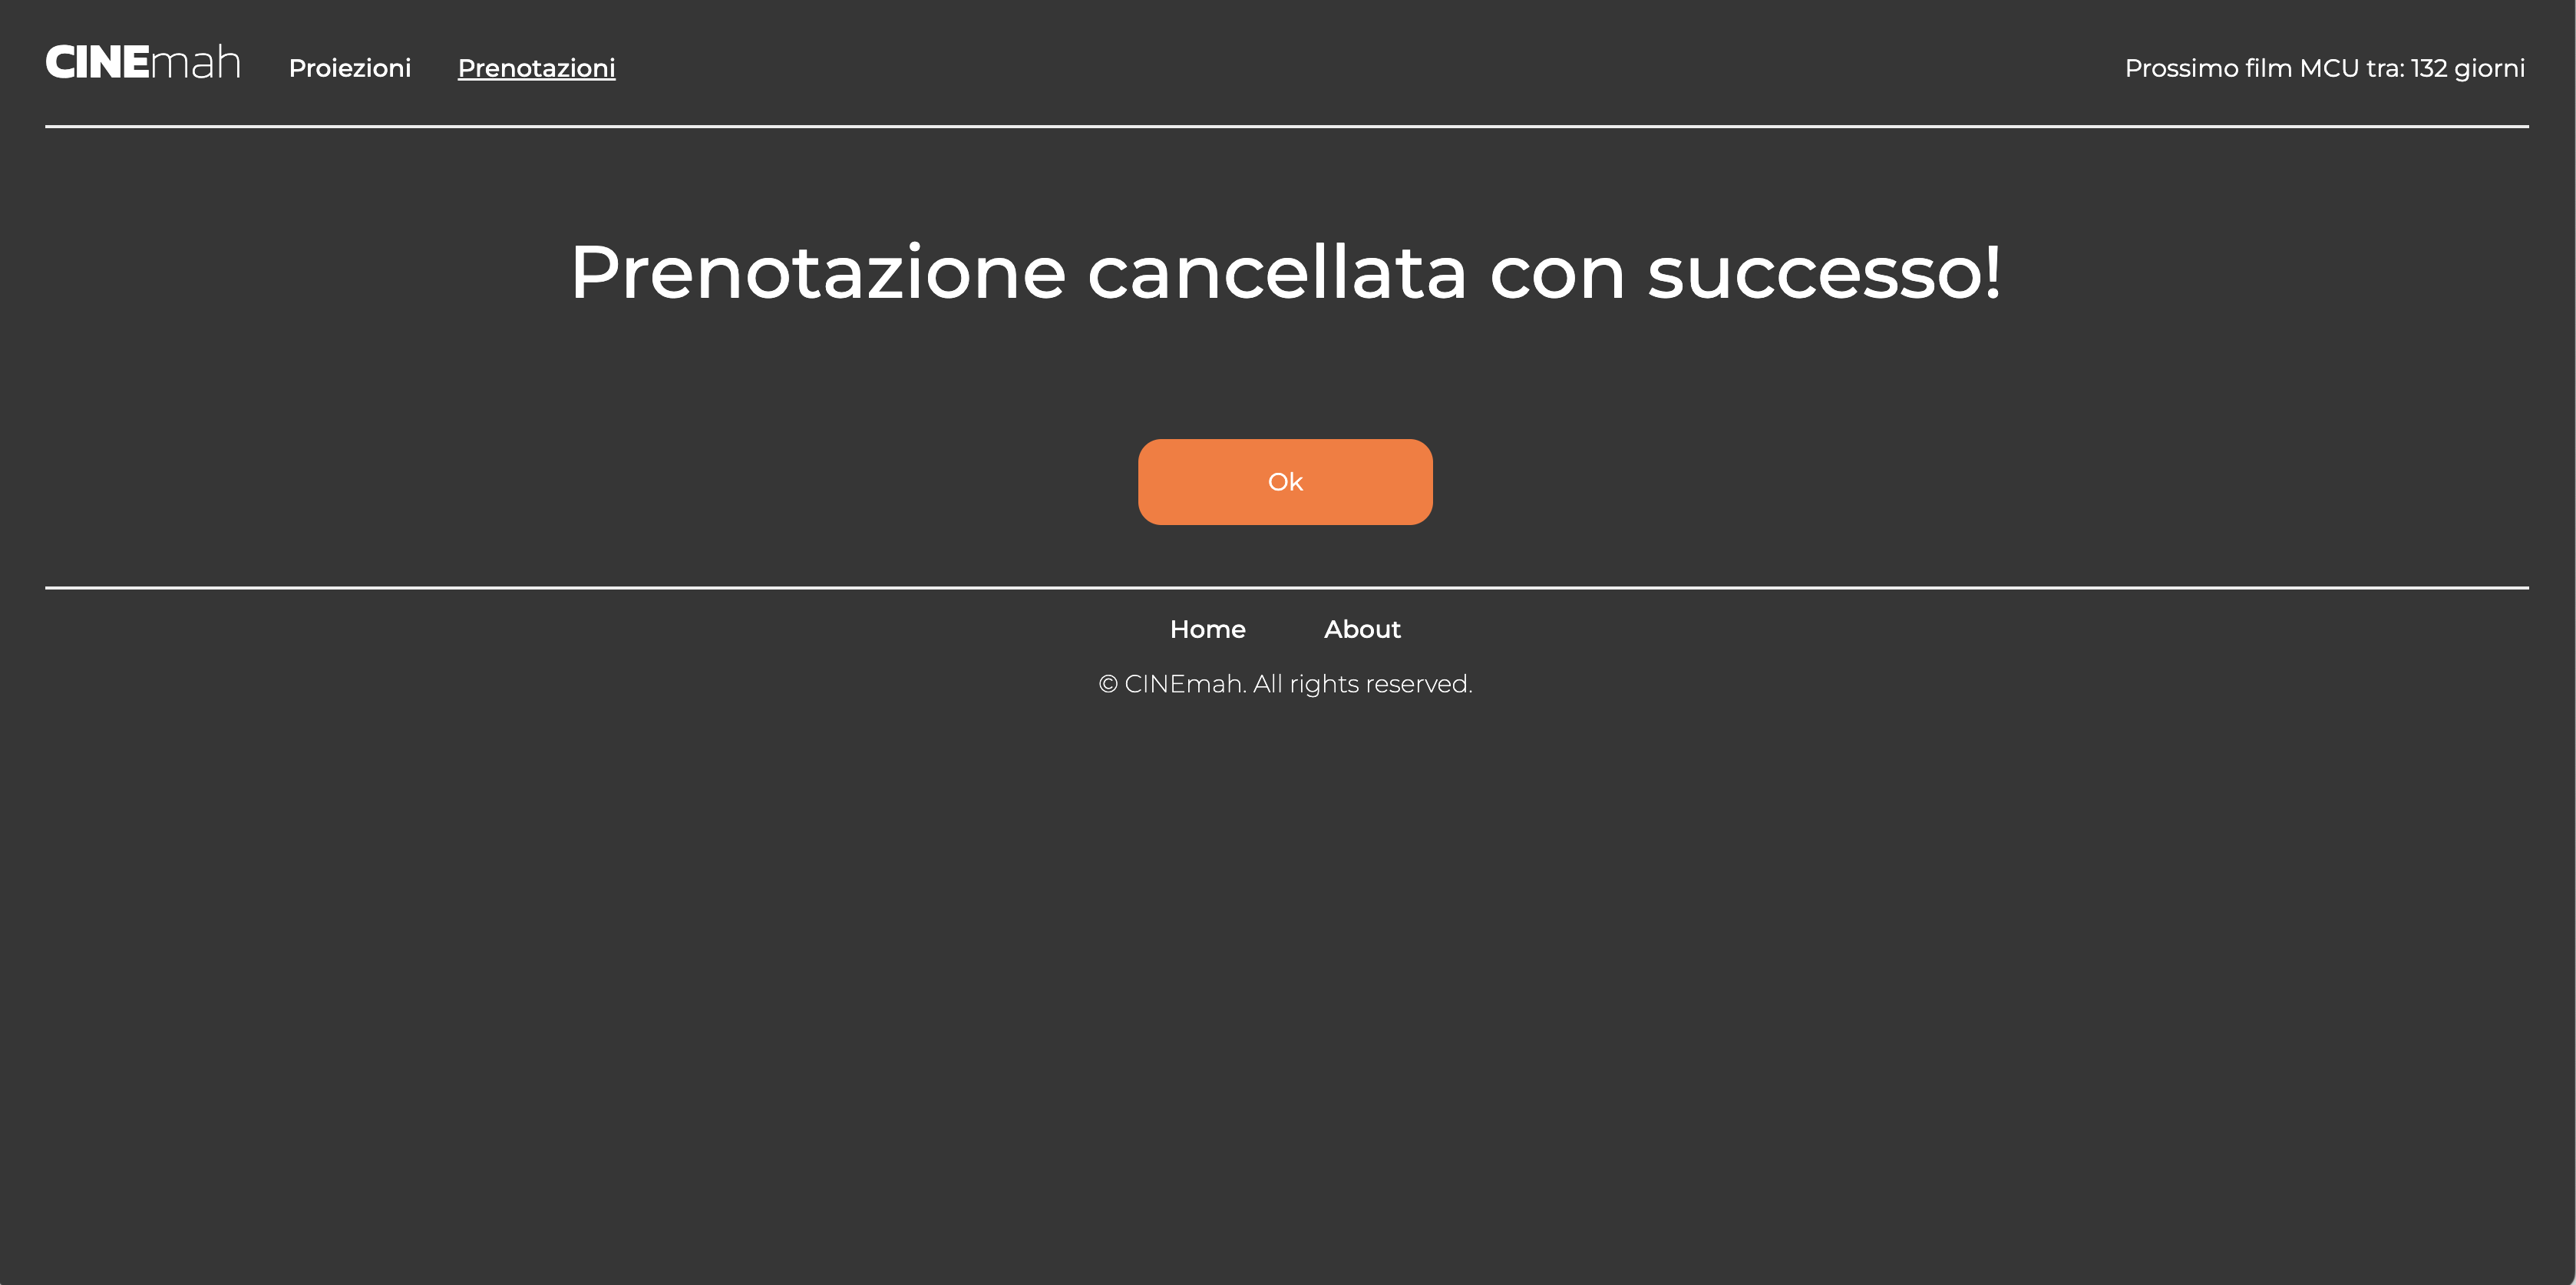 CINEmah Proiezioni Prenotazioni Prossimo film MCU tra: 132 giorni
Prenotazione cancellata con successo!
Ok
Home About
© CINEmah. All rights reserved.